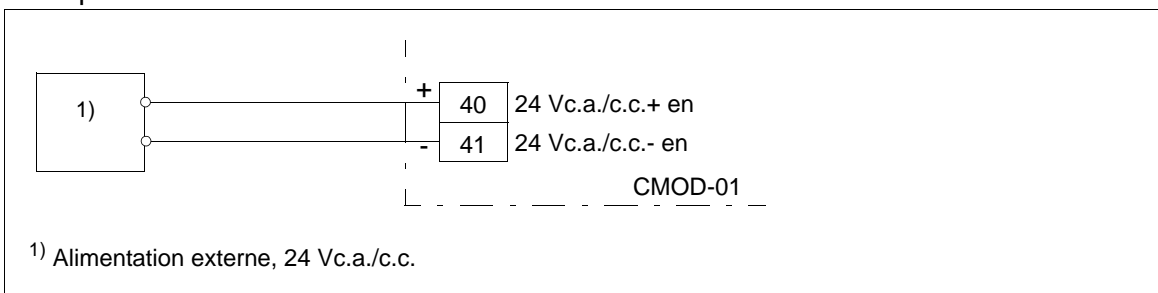 1)
+ 40 24 Vc.a./c.c.+ en
- 41 24 Vc.a./c.c.- en
CMOD-01
1) Alimentation externe, 24 Vc.a./c.c.